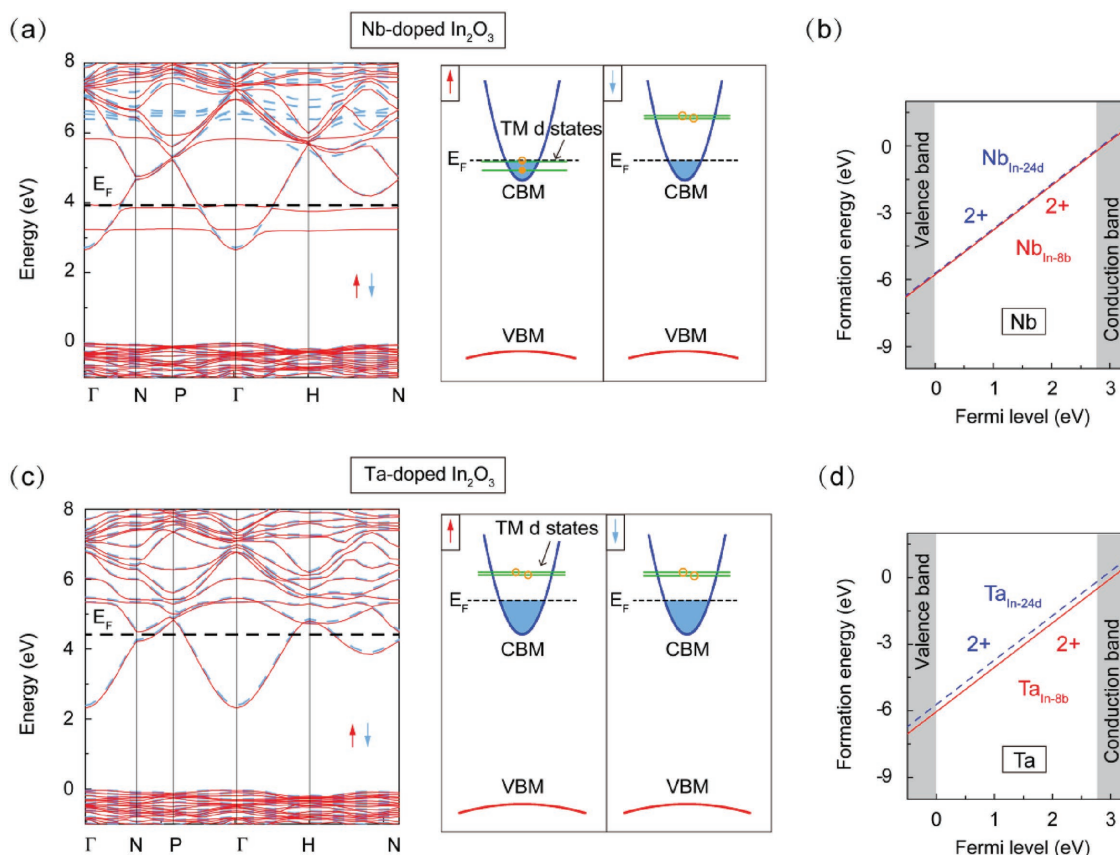 (a)
Nb-doped In₂O₃
(b)
8
6
4
2
0
Energy (eV)
E_F
Γ N P Γ H N
TM d states
E_F
CBM
VBM
E_F
CBM
VBM
0
-3
-6
-9
Formation energy (eV)
Valence band
Nb_In-24d
2+
2+
Nb_In-8b
Nb
Conduction band
0 1 2 3
Fermi level (eV)
(c)
Ta-doped In₂O₃
(d)
8
6
4
2
0
Energy (eV)
E_F
Γ N P Γ H N
TM d states
E_F
CBM
VBM
E_F
CBM
VBM
0
-3
-6
-9
Formation energy (eV)
Valence band
Ta_In-24d
2+
2+
Ta_In-8b
Ta
Conduction band
0 1 2 3
Fermi level (eV)